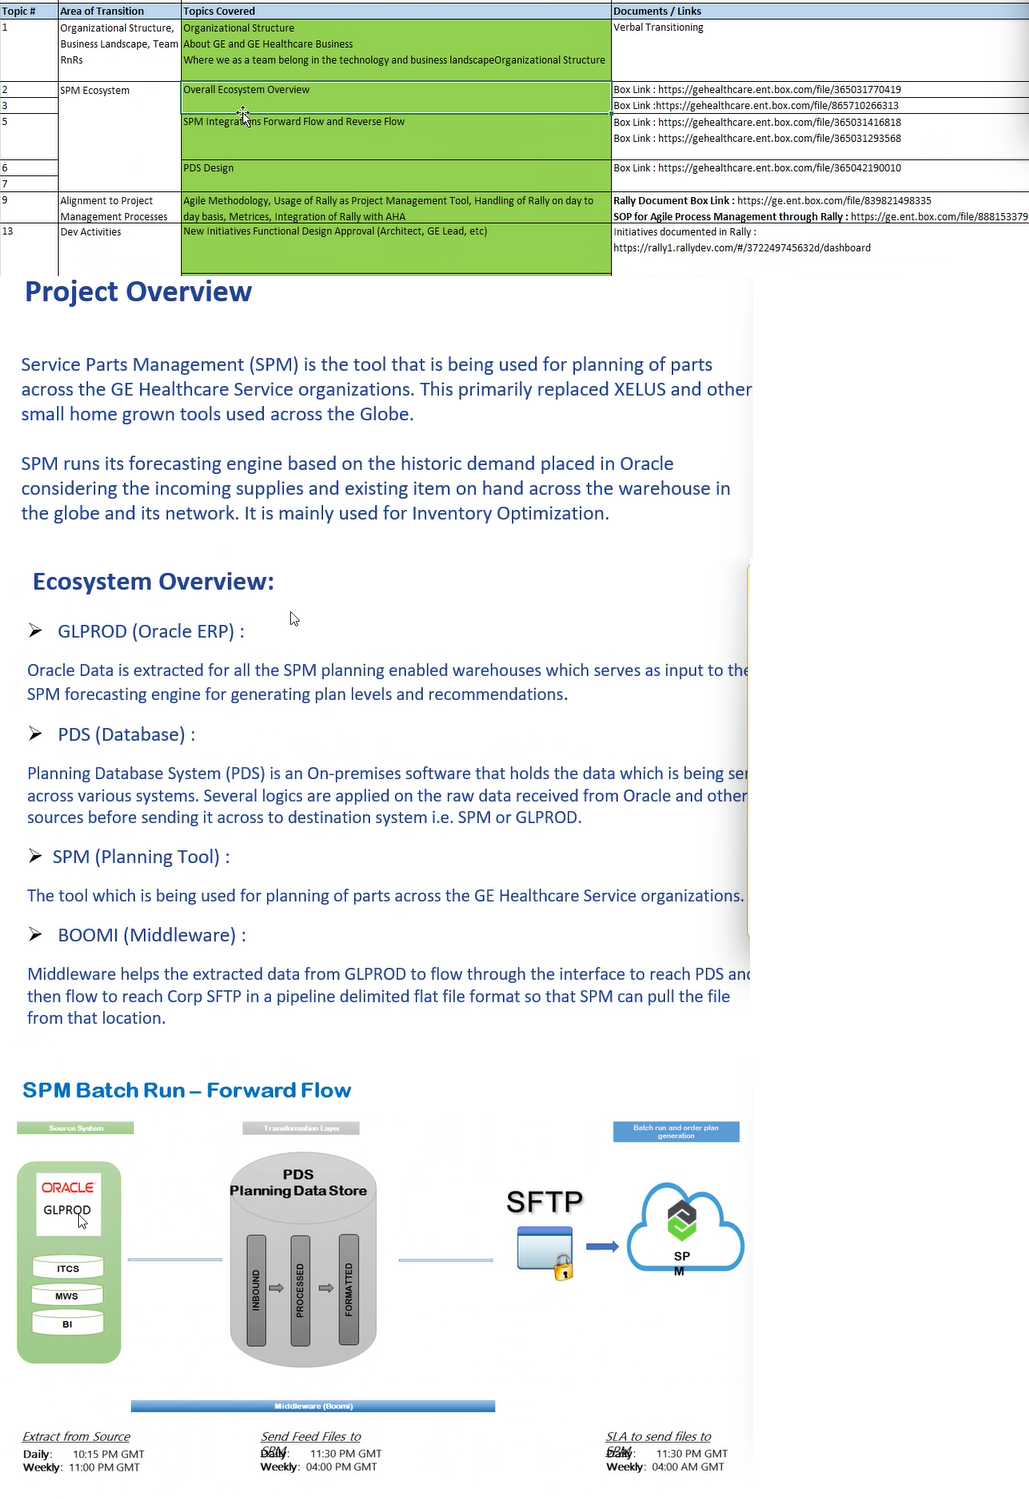 Topic # Area of Transition Topics Covered Documents / Links
1 Organizational Structure, Organizational Structure Verbal Transitioning
Business Landscape, Team About GE and GE Healthcare Business
RnRs Where we as a team belong in the technology and business landscapeOrganizational Structure
2 SPM Ecosystem Overall Ecosystem Overview Box Link : https://gehealthcare.ent.box.com/file/365031770419
3 Box Link :https://gehealthcare.ent.box.com/file/865710266313
5 SPM Integrations Forward Flow and Reverse Flow Box Link : https://gehealthcare.ent.box.com/file/365031416818
Box Link : https://gehealthcare.ent.box.com/file/365031293568
6 PDS Design Box Link : https://gehealthcare.ent.box.com/file/365042190010
7
9 Alignment to Project Agile Methodology, Usage of Rally as Project Management Tool, Handling of Rally on day to Rally Document Box Link : https://ge.ent.box.com/file/839821498335
Management Processes day basis, Metrices, Integration of Rally with AHA SOP for Agile Process Management through Rally : https://ge.ent.box.com/file/888153379
13 Dev Activities New Initiatives Functional Design Approval (Architect, GE Lead, etc) Initiatives documented in Rally :
https://rally1.rallydev.com/#/372249745632d/dashboard
Project Overview
Service Parts Management (SPM) is the tool that is being used for planning of parts
across the GE Healthcare Service organizations. This primarily replaced XELUS and other
small home grown tools used across the Globe.
SPM runs its forecasting engine based on the historic demand placed in Oracle
considering the incoming supplies and existing item on hand across the warehouse in
the globe and its network. It is mainly used for Inventory Optimization.
Ecosystem Overview:
➢ GLPROD (Oracle ERP) :
Oracle Data is extracted for all the SPM planning enabled warehouses which serves as input to the
SPM forecasting engine for generating plan levels and recommendations.
➢ PDS (Database) :
Planning Database System (PDS) is an On-premises software that holds the data which is being ser
across various systems. Several logics are applied on the raw data received from Oracle and other
sources before sending it across to destination system i.e. SPM or GLPROD.
➢ SPM (Planning Tool) :
The tool which is being used for planning of parts across the GE Healthcare Service organizations.
➢ BOOMI (Middleware) :
Middleware helps the extracted data from GLPROD to flow through the interface to reach PDS and
then flow to reach Corp SFTP in a pipeline delimited flat file format so that SPM can pull the file
from that location.
SPM Batch Run – Forward Flow
Source System Transformation Layer Batch run and order plan
generation
ORACLE
GLPROD
ITCS
MWS
BI
PDS
Planning Data Store
INBOUND
PROCESSED
FORMATTED
SFTP
SP
M
Middleware (Boomi)
Extract from Source
Daily: 10:15 PM GMT
Weekly: 11:00 PM GMT
Send Feed Files to
SPM
Daily: 11:30 PM GMT
Weekly: 04:00 PM GMT
SLA to send files to
SPM
Daily: 11:30 PM GMT
Weekly: 04:00 AM GMT